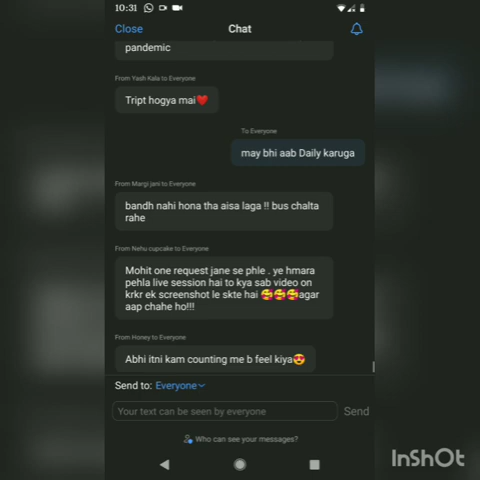 10:31
Close
Chat
pandemic
From Yash Kala to Everyone
Tript hogya mai❤️
To Everyone
may bhi aab Daily karuga
From Margi jani to Everyone
bandh nahi hona tha aisa laga !! bus chalta
rahe
From Nehu cupcake to Everyone
Mohit one request jane se phle . ye hmara
pehla live session hai to kya sab video on
krkr ek screenshot le skte hai 🥰🥰🥰agar
aap chahe ho!!!
From Honey to Everyone
Abhi itni kam counting me b feel kiya😍
Send to: Everyone
Your text can be seen by everyone
Send
Who can see your messages?
InShOt